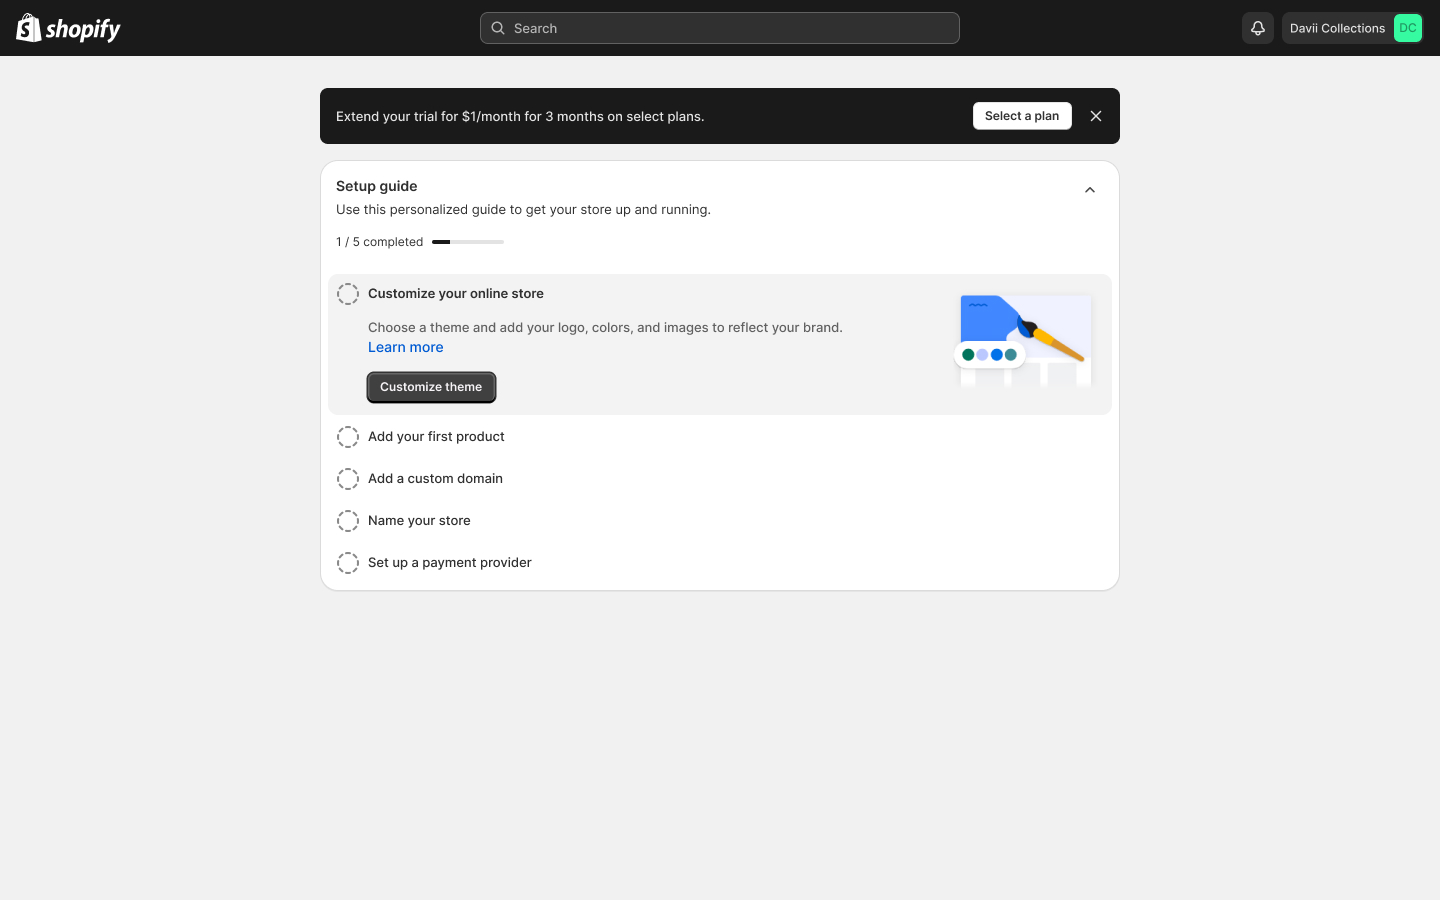 shopify
Search
Davii Collections
DC
Extend your trial for $1/month for 3 months on select plans.
Select a plan
Setup guide
Use this personalized guide to get your store up and running.
1 / 5 completed
Customize your online store
Choose a theme and add your logo, colors, and images to reflect your brand.
Learn more
Customize theme
Add your first product
Add a custom domain
Name your store
Set up a payment provider